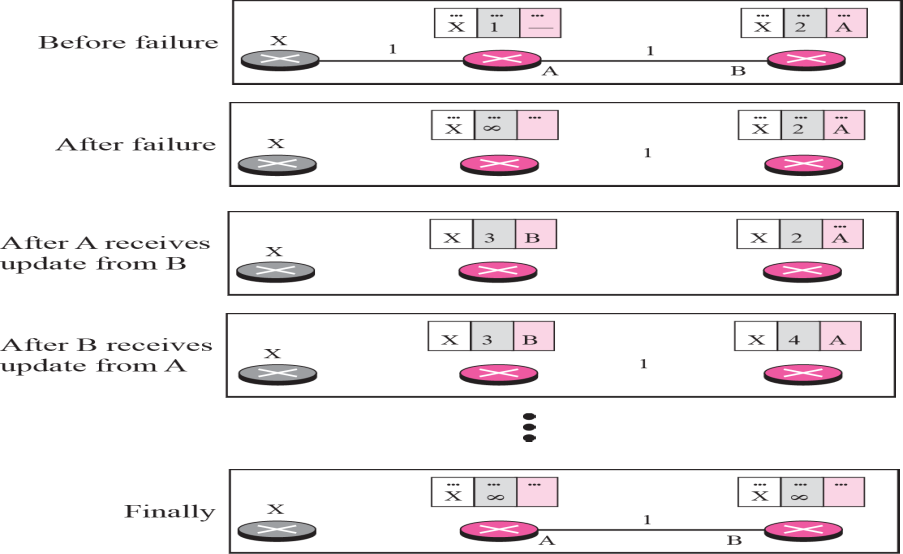 Before failure
X
1
... ... ...
X 1 —
A
1
B
... ... ...
X 2 A
After failure
X
... ... ...
X ∞
1
... ... ...
X 2 A
After A receives
update from B
X
X 3 B
...
X 2 A
After B receives
update from A
X
X 3 B
1
X 4 A
Finally
X
... ... ...
X ∞
A
1
B
... ... ...
X ∞